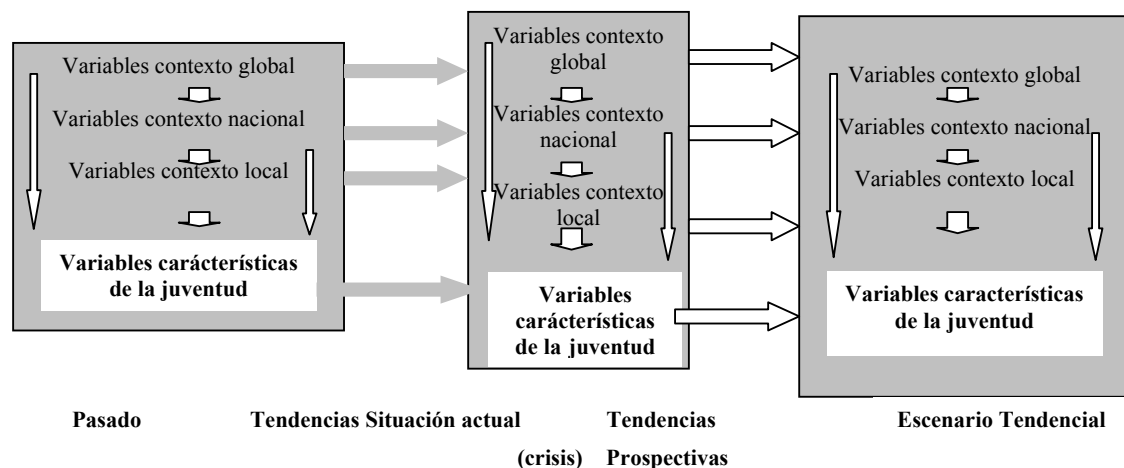 Variables contexto global
Variables contexto nacional
Variables contexto local
Variables carácterísticas
de la juventud
Variables contexto
global
Variables contexto
nacional
Variables contexto
local
Variables
carácterísticas
de la juventud
Variables contexto global
Variables contexto nacional
Variables contexto local
Variables características
de la juventud
Pasado Tendencias Situación actual Tendencias Escenario Tendencial
(crisis) Prospectivas